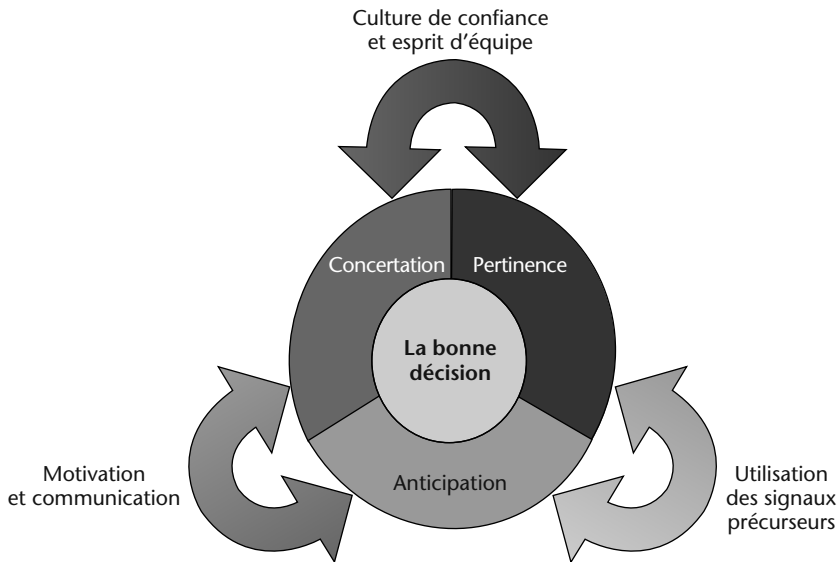 Culture de confiance
et esprit d’équipe
Concertation
Pertinence
La bonne
décision
Anticipation
Motivation
et communication
Utilisation
des signaux
précurseurs